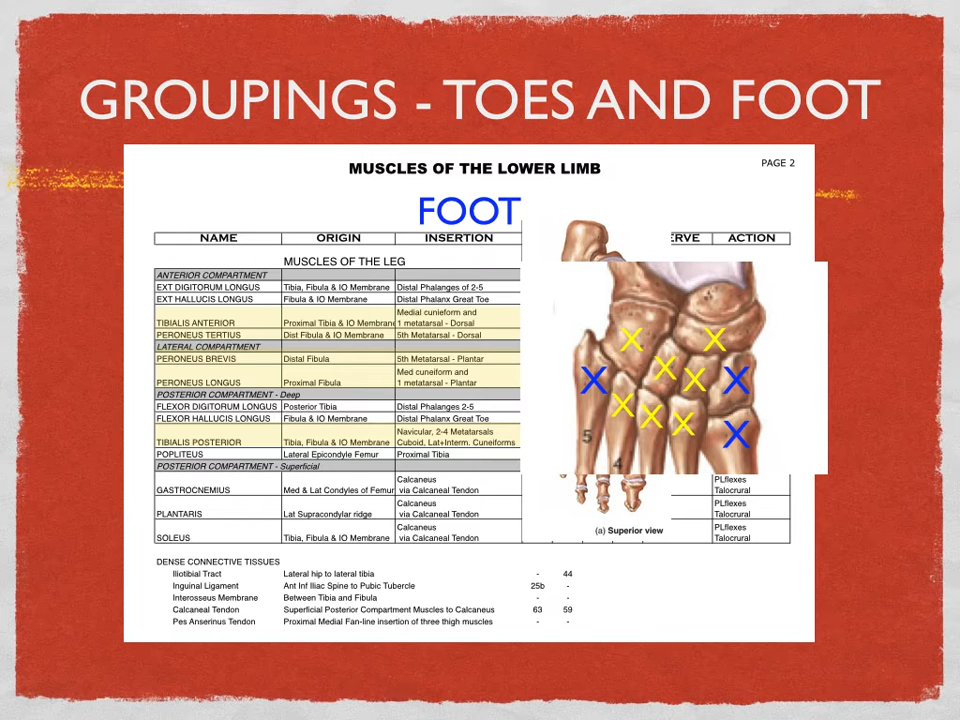 GROUPINGS - TOES AND FOOT
MUSCLES OF THE LOWER LIMB
PAGE 2
FOOT
NAME ORIGIN INSERTION ERVE ACTION
MUSCLES OF THE LEG
ANTERIOR COMPARTMENT
EXT DIGITORUM LONGUS Tibia, Fibula & IO Membrane Distal Phalanges of 2-5
EXT HALLUCIS LONGUS Fibula & IO Membrane Distal Phalanx Great Toe
Medial cunieform and
TIBIALIS ANTERIOR Proximal Tibia & IO Membrane 1 metatarsal - Dorsal
PERONEUS TERTIUS Dist Fibula & IO Membrane 5th Metatarsal - Dorsal
LATERAL COMPARTMENT
PERONEUS BREVIS Distal Fibula 5th Metatarsal - Plantar
Med cuneiform and
PERONEUS LONGUS Proximal Fibula 1 metatarsal - Plantar
POSTERIOR COMPARTMENT - Deep
FLEXOR DIGITORUM LONGUS Posterior Tibia Distal Phalanges 2-5
FLEXOR HALLUCIS LONGUS Fibula & IO Membrane Distal Phalanx Great Toe
Navicular, 2-4 Metatarsals
TIBIALIS POSTERIOR Tibia, Fibula & IO Membrane Cuboid, Lat+Interm. Cuneiforms
POPLITEUS Lateral Epicondyle Femur Proximal Tibia
POSTERIOR COMPARTMENT - Superficial
Calcaneus PLflexes
GASTROCNEMIUS Med & Lat Condyles of Femur via Calcaneal Tendon Talocrural
Calcaneus PLflexes
PLANTARIS Lat Supracondylar ridge via Calcaneal Tendon Talocrural
Calcaneus PLflexes
SOLEUS Tibia, Fibula & IO Membrane via Calcaneal Tendon Talocrural
X X
X X
X X
X X X
X
5
4
(a) Superior view
DENSE CONNECTIVE TISSUES
Iliotibial Tract Lateral hip to lateral tibia - 44
Inguinal Ligament Ant Inf Iliac Spine to Pubic Tubercle 25b -
Interosseus Membrane Between Tibia and Fibula - -
Calcaneal Tendon Superficial Posterior Compartment Muscles to Calcaneus 63 59
Pes Anserinus Tendon Proximal Medial Fan-line insertion of three thigh muscles - -